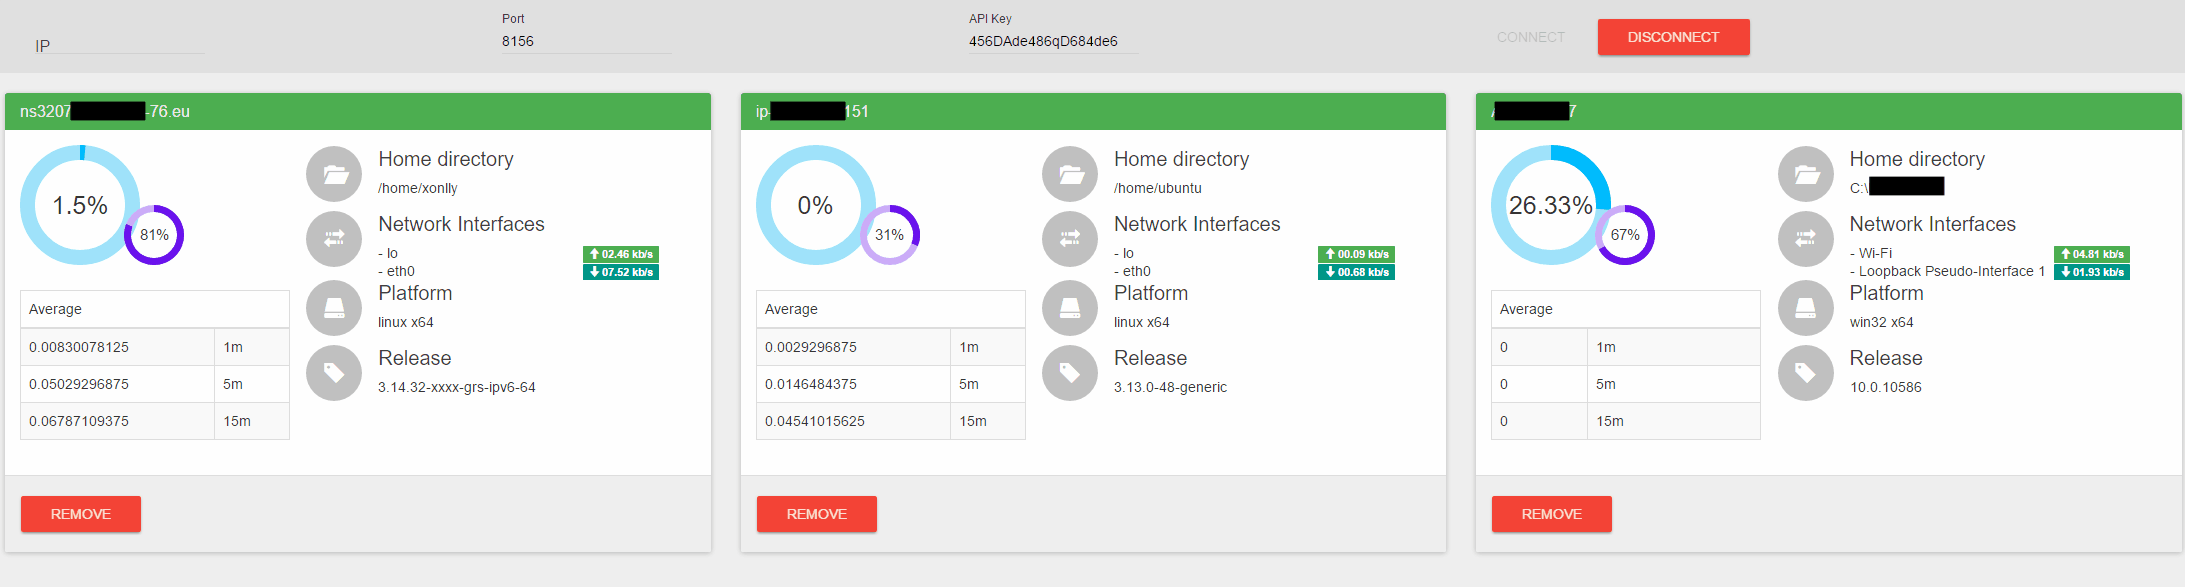 IP
Port
8156
API Key
456DAde486qD684de6
CONNECT
DISCONNECT
ns3207 -76.eu
1.5%
81%
Average
0.00830078125 1m
0.05029296875 5m
0.06787109375 15m
Home directory
/home/xonlly
Network Interfaces
- lo
- eth0
02.46 kb/s
07.52 kb/s
Platform
linux x64
Release
3.14.32-xxxx-grs-ipv6-64
REMOVE
ip- 151
0%
31%
Average
0.0029296875 1m
0.0146484375 5m
0.04541015625 15m
Home directory
/home/ubuntu
Network Interfaces
- lo
- eth0
00.09 kb/s
00.68 kb/s
Platform
linux x64
Release
3.13.0-48-generic
REMOVE
/ 7
26.33%
67%
Average
0 1m
0 5m
0 15m
Home directory
C:\
Network Interfaces
- Wi-Fi
- Loopback Pseudo-Interface 1
04.81 kb/s
01.93 kb/s
Platform
win32 x64
Release
10.0.10586
REMOVE